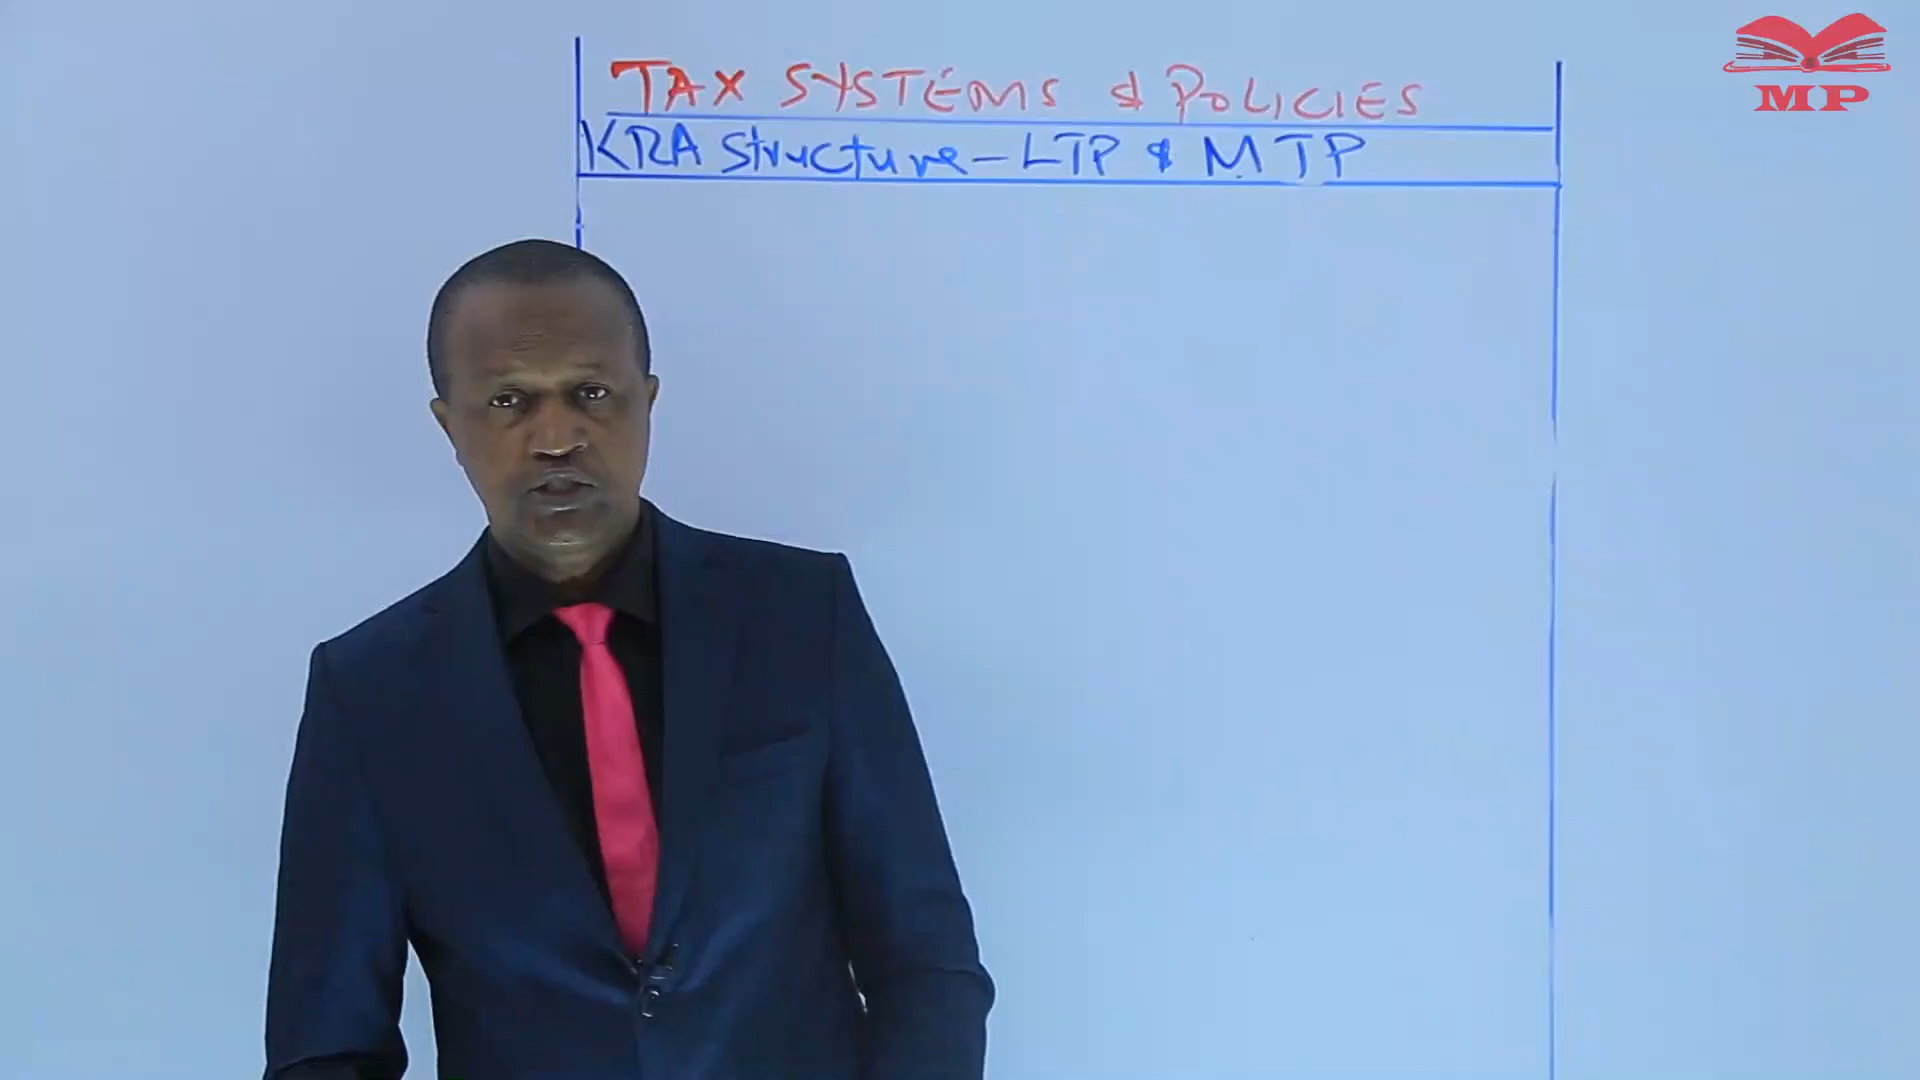 TAX SYSTEMS & POLICIES
KRA Structure - LTP & MTP
MP